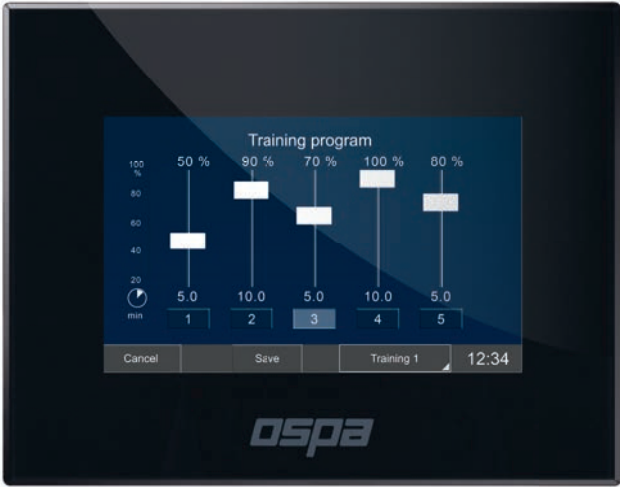 Training program
100 % 50 % 90 % 70 % 100 % 80 %
80
60
40
20
min 5.0 10.0 5.0 10.0 5.0
1 2 3 4 5
Cancel Save Training 1 12:34
ospa